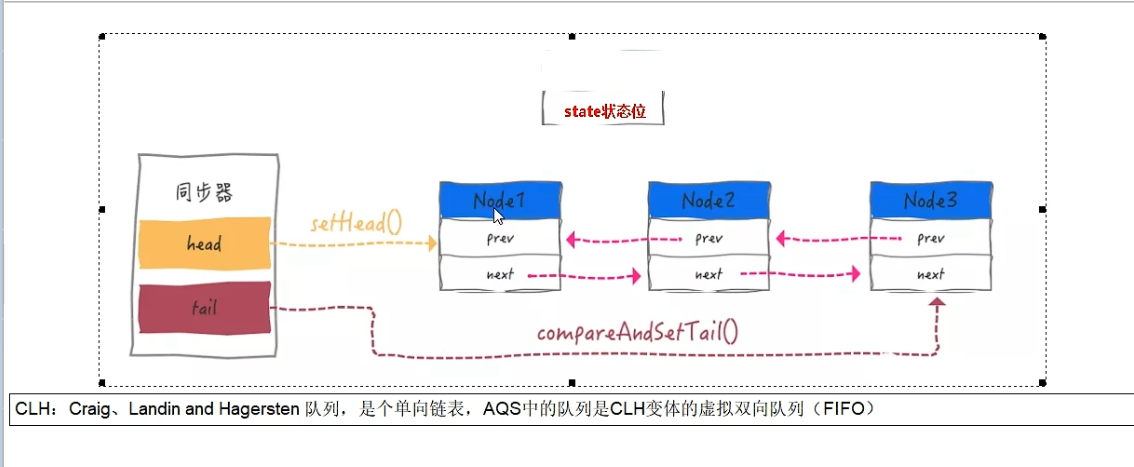 state状态位
同步器
head
tail
setHead()
Node1
prev
next
Node2
prev
next
Node3
prev
next
compareAndSetTail()
CLH：Craig、Landin and Hagersten 队列，是个单向链表，AQS中的队列是CLH变体的虚拟双向队列（FIFO）